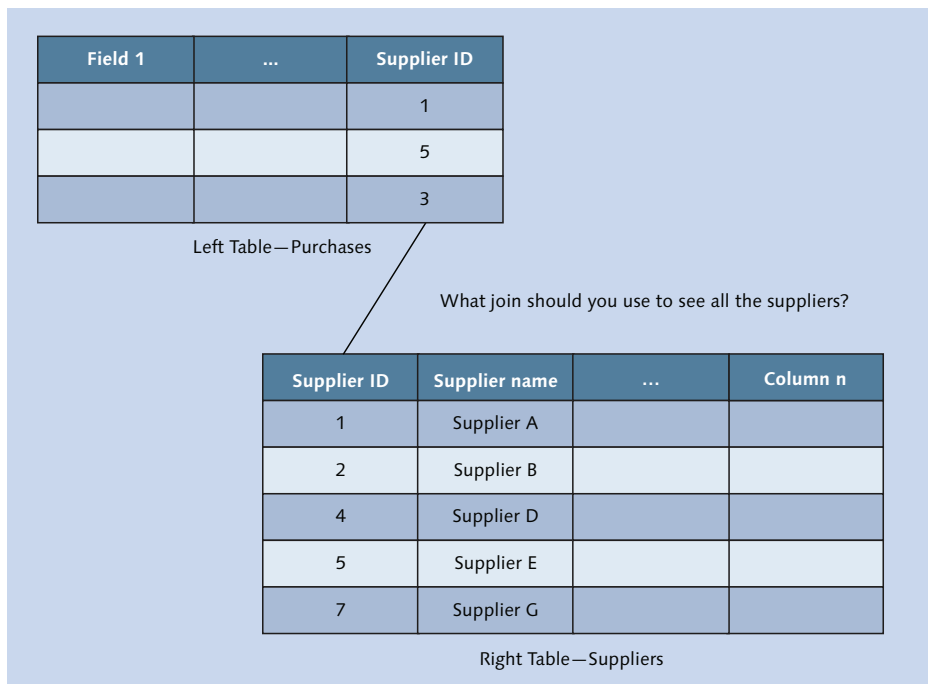 Field 1 ... Supplier ID
1
5
3
Left Table—Purchases
What join should you use to see all the suppliers?
Supplier ID Supplier name ... Column n
1 Supplier A
2 Supplier B
4 Supplier D
5 Supplier E
7 Supplier G
Right Table—Suppliers